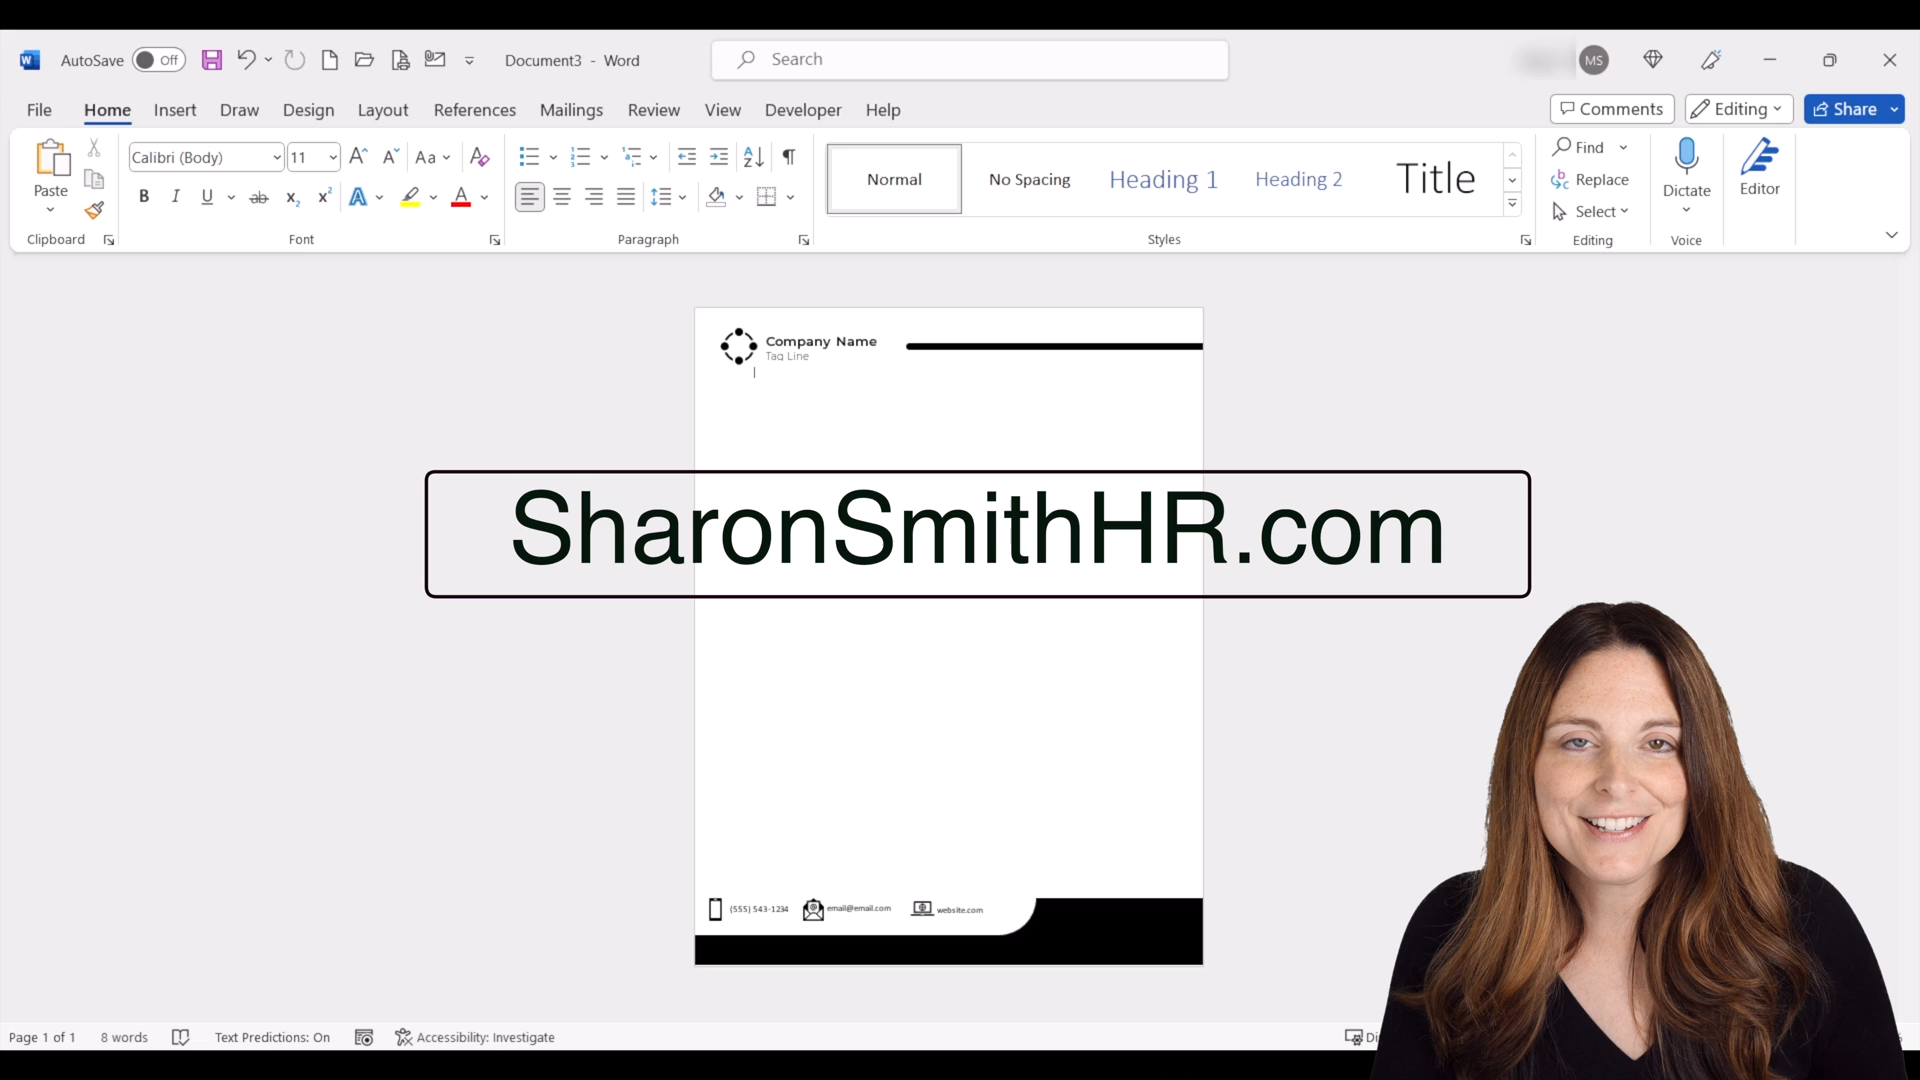 AutoSave Off Document3 - Word Search MS
File Home Insert Draw Design Layout References Mailings Review View Developer Help Comments Editing Share
Paste Calibri (Body) 11 Aa Normal No Spacing Heading 1 Heading 2 Title Find Replace Select Dictate Editor
B I U ab x₂ x² A A
Clipboard Font Paragraph Styles Editing Voice
Company Name
Tag Line
SharonSmithHR.com
(555) 543-1234 email@email.com website.com
Page 1 of 1 8 words Text Predictions: On Accessibility: Investigate